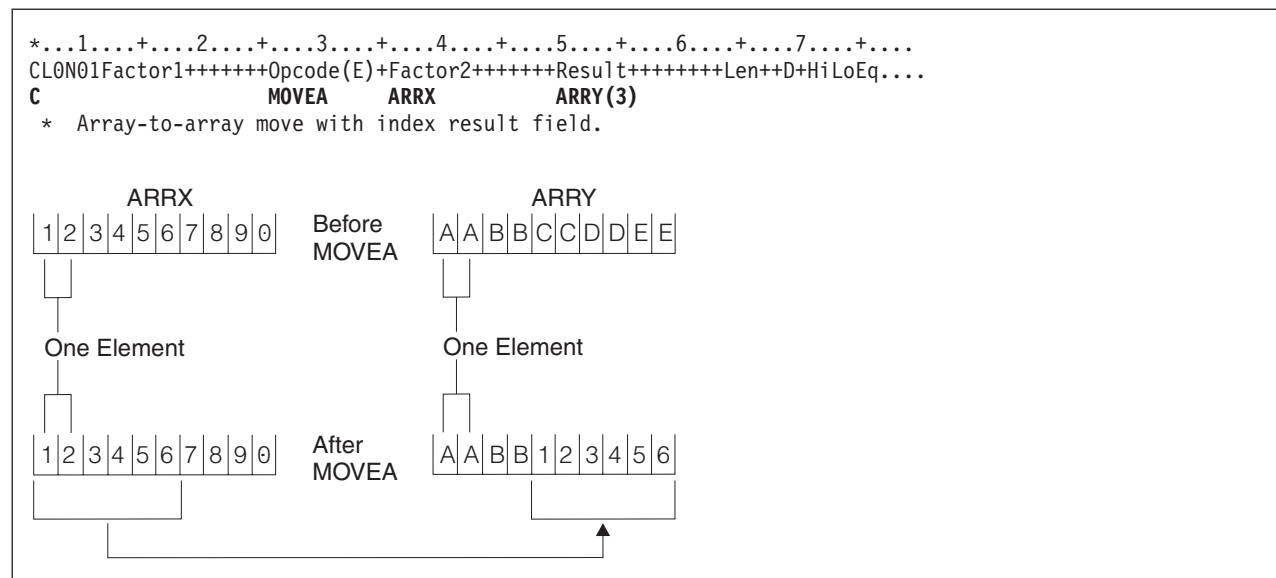 *...1....+....2....+....3....+....4....+....5....+....6....+....7....+....
CL0N01Factor1+++++++Opcode(E)+Factor2+++++++Result++++++++Len++D+HiLoEq....
C                   MOVEA     ARRX          ARRY(3)
 *  Array-to-array move with index result field.
ARRX ARRY
1 2 3 4 5 6 7 8 9 0 Before A A B B C C D D E E
MOVEA
One Element One Element
1 2 3 4 5 6 7 8 9 0 After A A B B 1 2 3 4 5 6
MOVEA